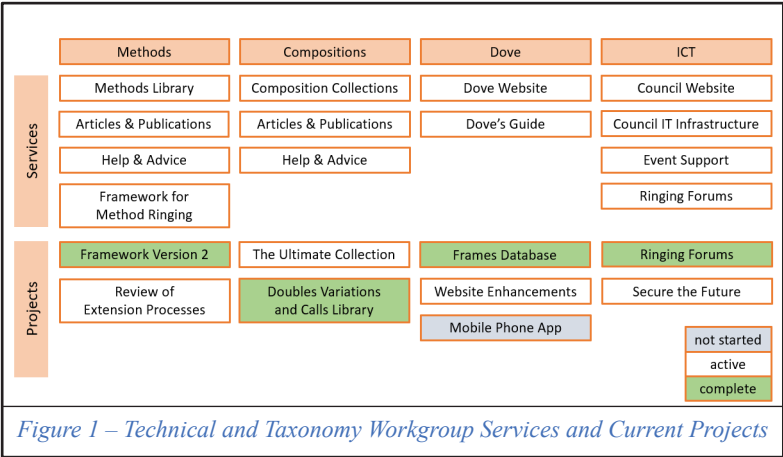 Methods Compositions Dove ICT
Services
Methods Library Composition Collections Dove Website Council Website
Articles & Publications Articles & Publications Dove's Guide Council IT Infrastructure
Help & Advice Help & Advice Event Support
Framework for
Method Ringing
Ringing Forums
Projects
Framework Version 2 The Ultimate Collection Frames Database Ringing Forums
Review of
Extension Processes
Doubles Variations
and Calls Library
Website Enhancements Secure the Future
Mobile Phone App
not started
active
complete
Figure 1 – Technical and Taxonomy Workgroup Services and Current Projects